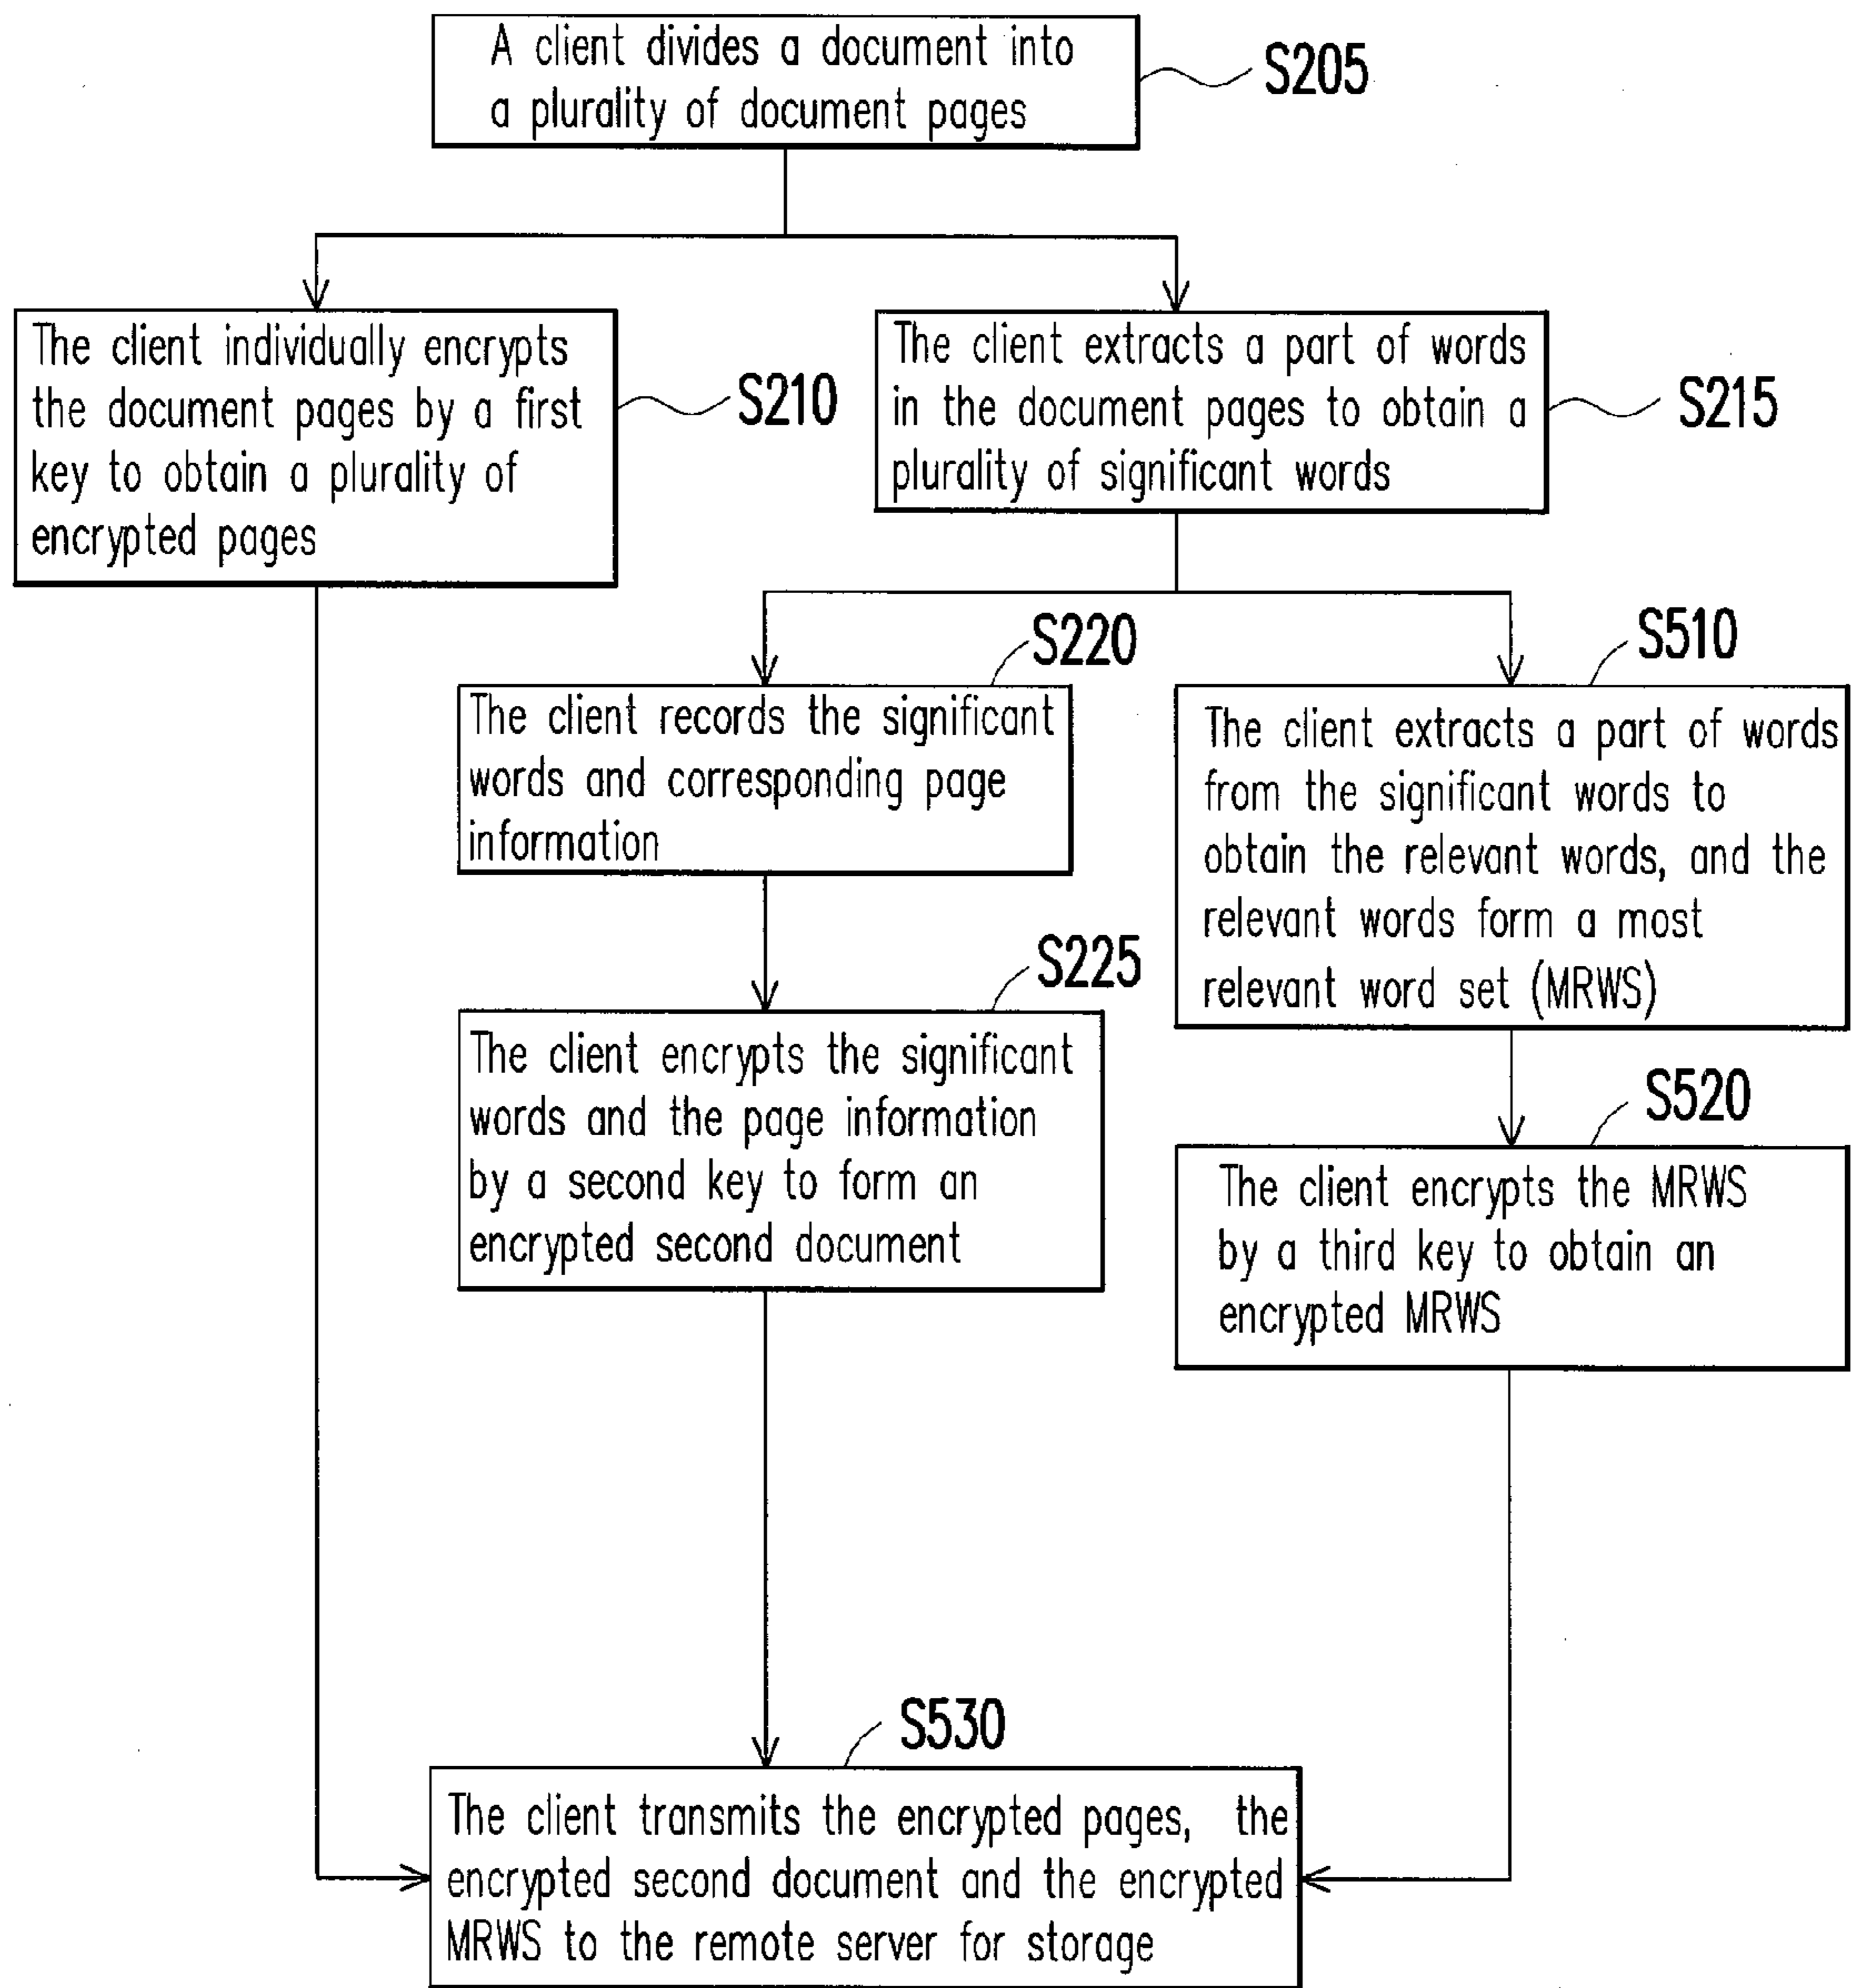 A client divides a document into
a plurality of document pages
S205
The client individually encrypts
the document pages by a first
key to obtain a plurality of
encrypted pages
S210
The client extracts a part of words
in the document pages to obtain a
plurality of significant words
S215
S220
The client records the significant
words and corresponding page
information
S510
The client extracts a part of words
from the significant words to
obtain the relevant words, and the
relevant words form a most
relevant word set (MRWS)
S225
The client encrypts the significant
words and the page information
by a second key to form an
encrypted second document
S520
The client encrypts the MRWS
by a third key to obtain an
encrypted MRWS
S530
The client transmits the encrypted pages, the
encrypted second document and the encrypted
MRWS to the remote server for storage